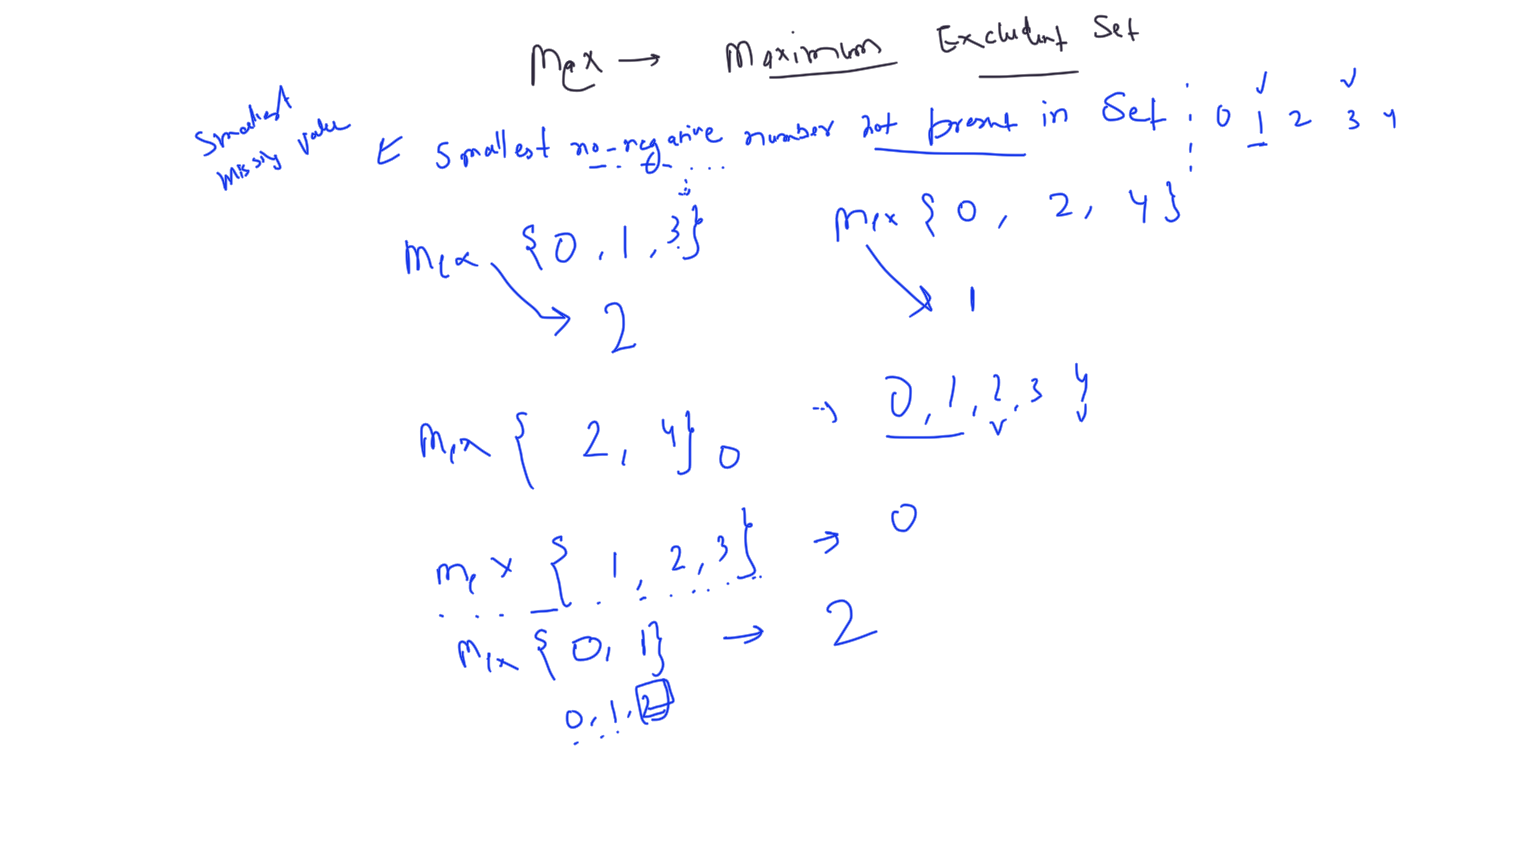 Mex → Maximum Excludent Set
Smallest missing value
← Smallest no-negative number not present in Set : 0 1 2 3 4
Mex {0, 1, 3}
2
Mex {0, 2, 4}
1
Mex { 2, 4} 0
→ 0, 1, 2, 3 4
Mex { 1, 2, 3} → 0
Mex {0, 1} → 2
0, 1, 2